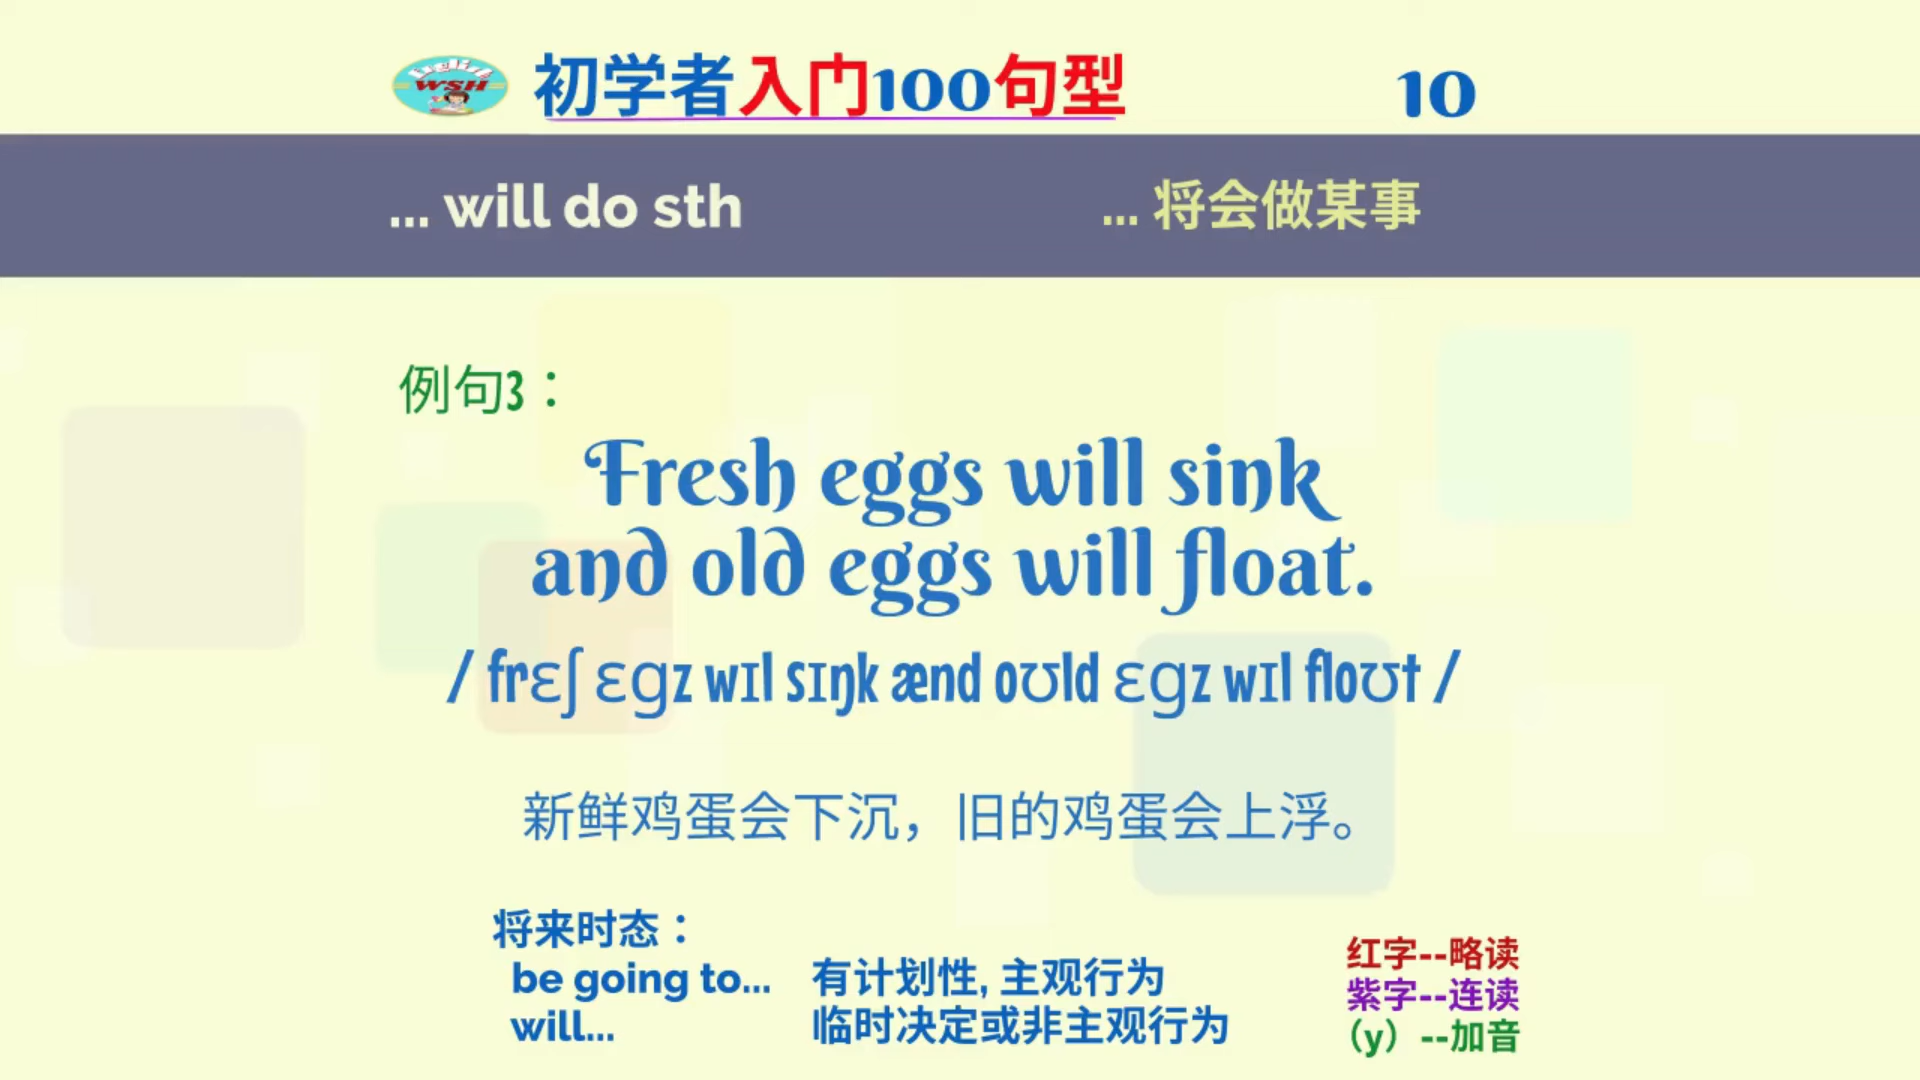 English
WSH
初学者入门100句型
10
... will do sth
... 将会做某事
例句3：
Fresh eggs will sink
and old eggs will float.
/ frɛʃ ɛgz wɪl sɪŋk ænd oʊld ɛgz wɪl floʊt /
新鲜鸡蛋会下沉，旧的鸡蛋会上浮。
将来时态：
be going to... 有计划性, 主观行为
will... 临时决定或非主观行为
红字--略读
紫字--连读
（y）--加音